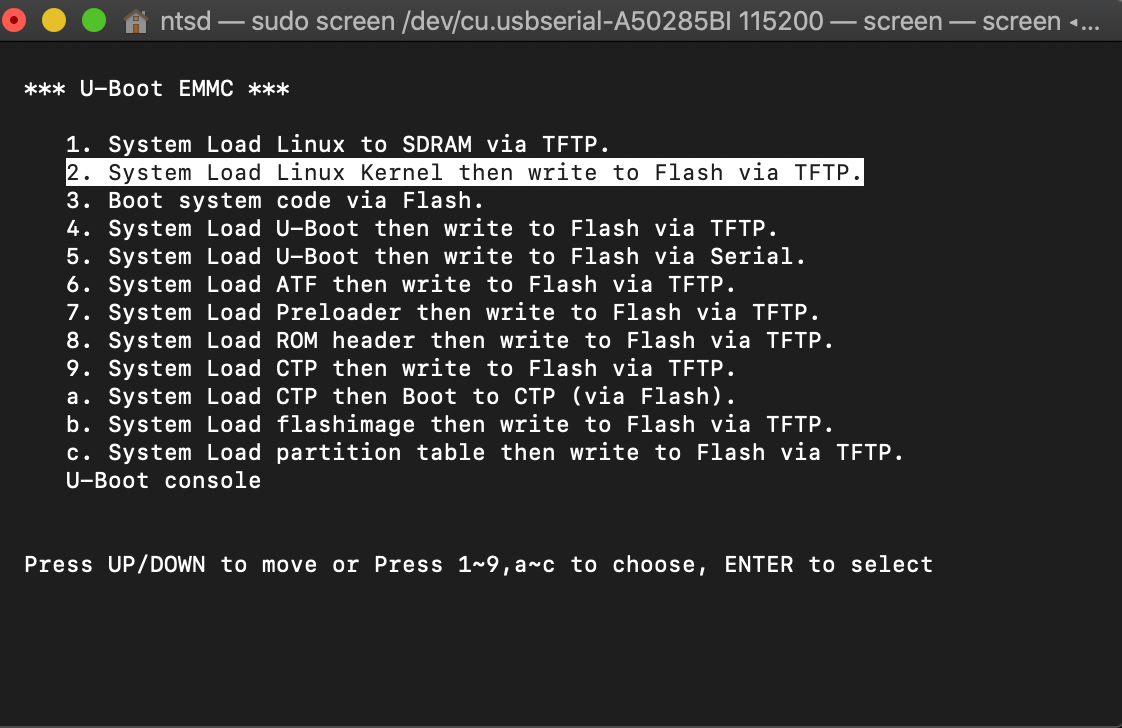 ntsd — sudo screen /dev/cu.usbserial-A50285BI 115200 — screen — screen ◂...
*** U-Boot EMMC ***
1. System Load Linux to SDRAM via TFTP.
2. System Load Linux Kernel then write to Flash via TFTP.
3. Boot system code via Flash.
4. System Load U-Boot then write to Flash via TFTP.
5. System Load U-Boot then write to Flash via Serial.
6. System Load ATF then write to Flash via TFTP.
7. System Load Preloader then write to Flash via TFTP.
8. System Load ROM header then write to Flash via TFTP.
9. System Load CTP then write to Flash via TFTP.
a. System Load CTP then Boot to CTP (via Flash).
b. System Load flashimage then write to Flash via TFTP.
c. System Load partition table then write to Flash via TFTP.
U-Boot console
Press UP/DOWN to move or Press 1~9,a~c to choose, ENTER to select